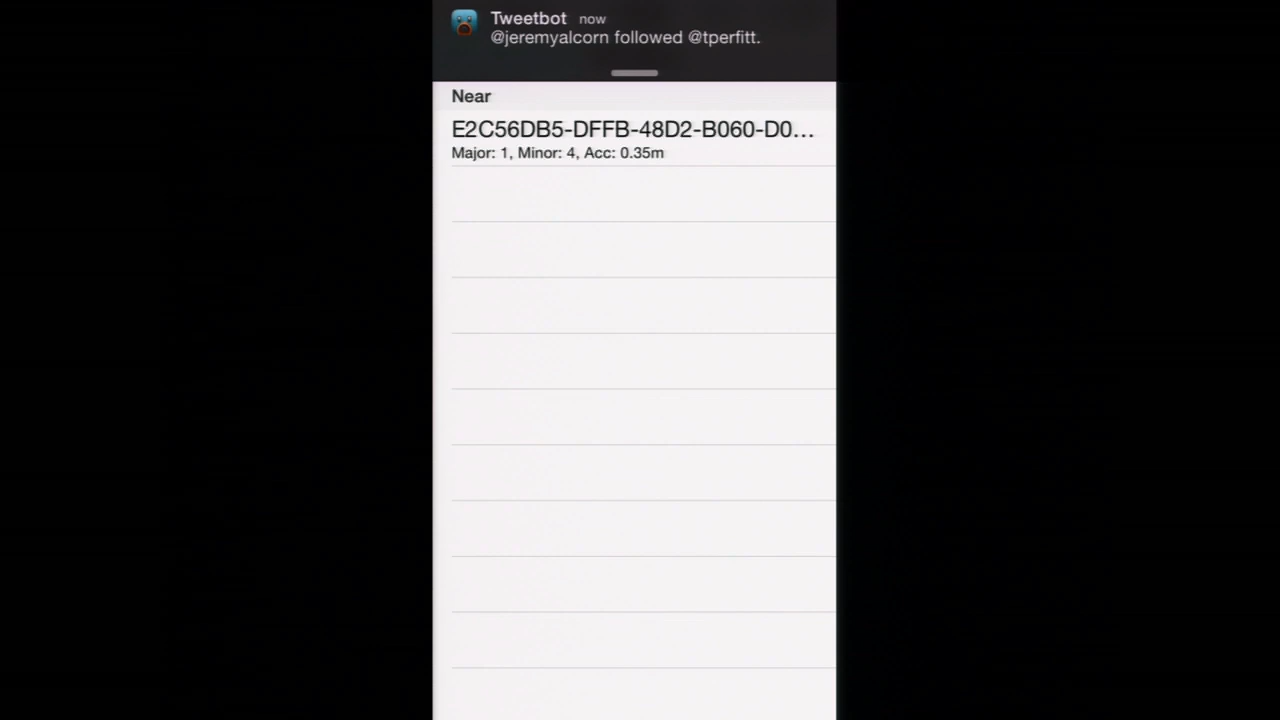 Tweetbot now
@jeremyalcorn followed @tperfitt.
Near
E2C56DB5-DFFB-48D2-B060-D0...
Major: 1, Minor: 4, Acc: 0.35m